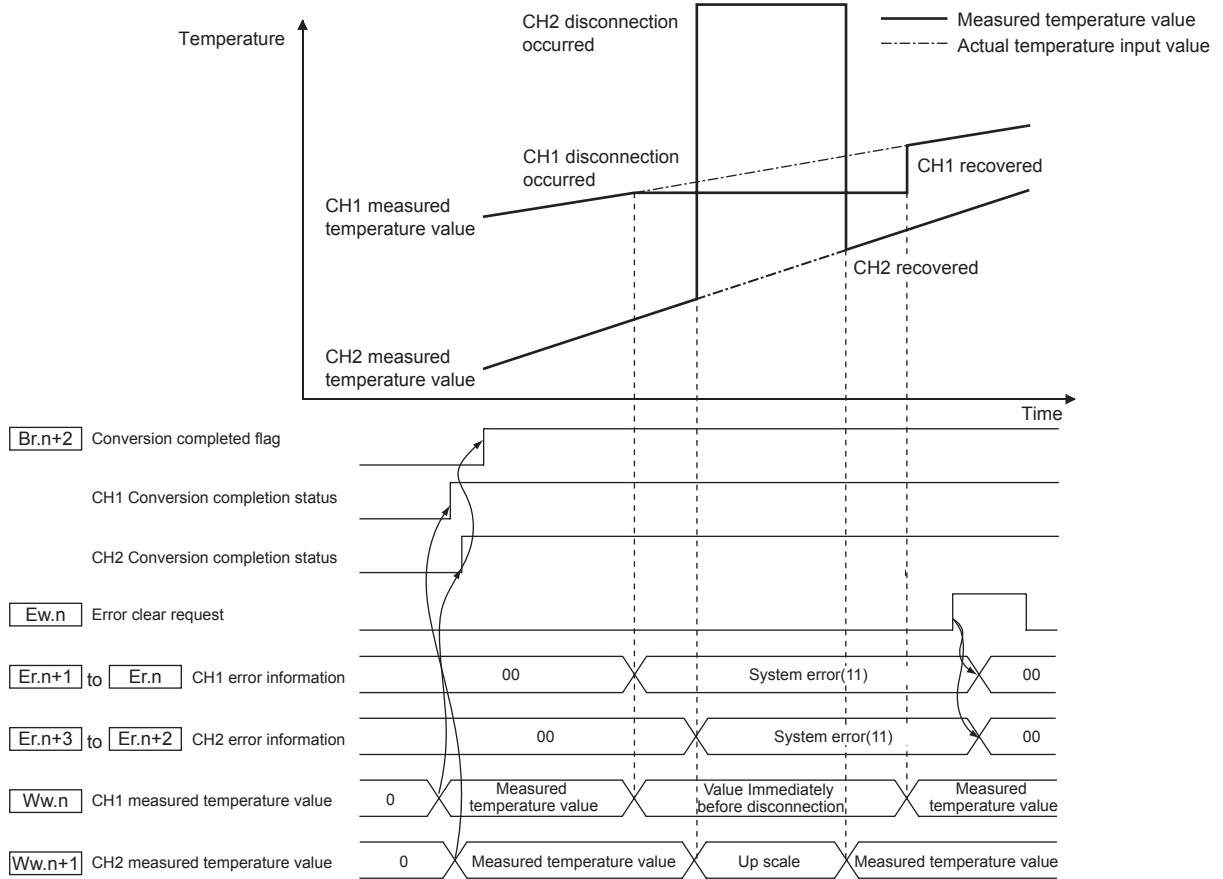 Temperature
CH2 disconnection
occurred
Measured temperature value
Actual temperature input value
CH1 disconnection
occurred
CH1 recovered
CH1 measured
temperature value
CH2 recovered
CH2 measured
temperature value
Time
Br.n+2 Conversion completed flag
CH1 Conversion completion status
CH2 Conversion completion status
Ew.n Error clear request
Er.n+1 to Er.n CH1 error information 00 System error(11) 00
Er.n+3 to Er.n+2 CH2 error information 00 System error(11) 00
Ww.n CH1 measured temperature value 0
Measured
temperature value
Value Immediately
before disconnection
Measured
temperature value
Ww.n+1 CH2 measured temperature value 0 Measured temperature value Up scale Measured temperature value